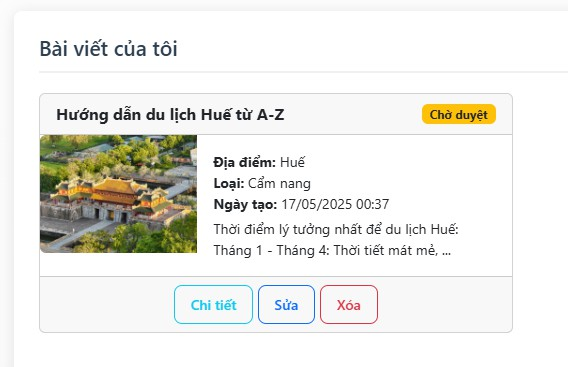 Bài viết của tôi
Hướng dẫn du lịch Huế từ A-Z
Chờ duyệt
Địa điểm: Huế
Loại: Cẩm nang
Ngày tạo: 17/05/2025 00:37
Thời điểm lý tưởng nhất để du lịch Huế:
Tháng 1 - Tháng 4: Thời tiết mát mẻ, ...
Chi tiết
Sửa
Xóa